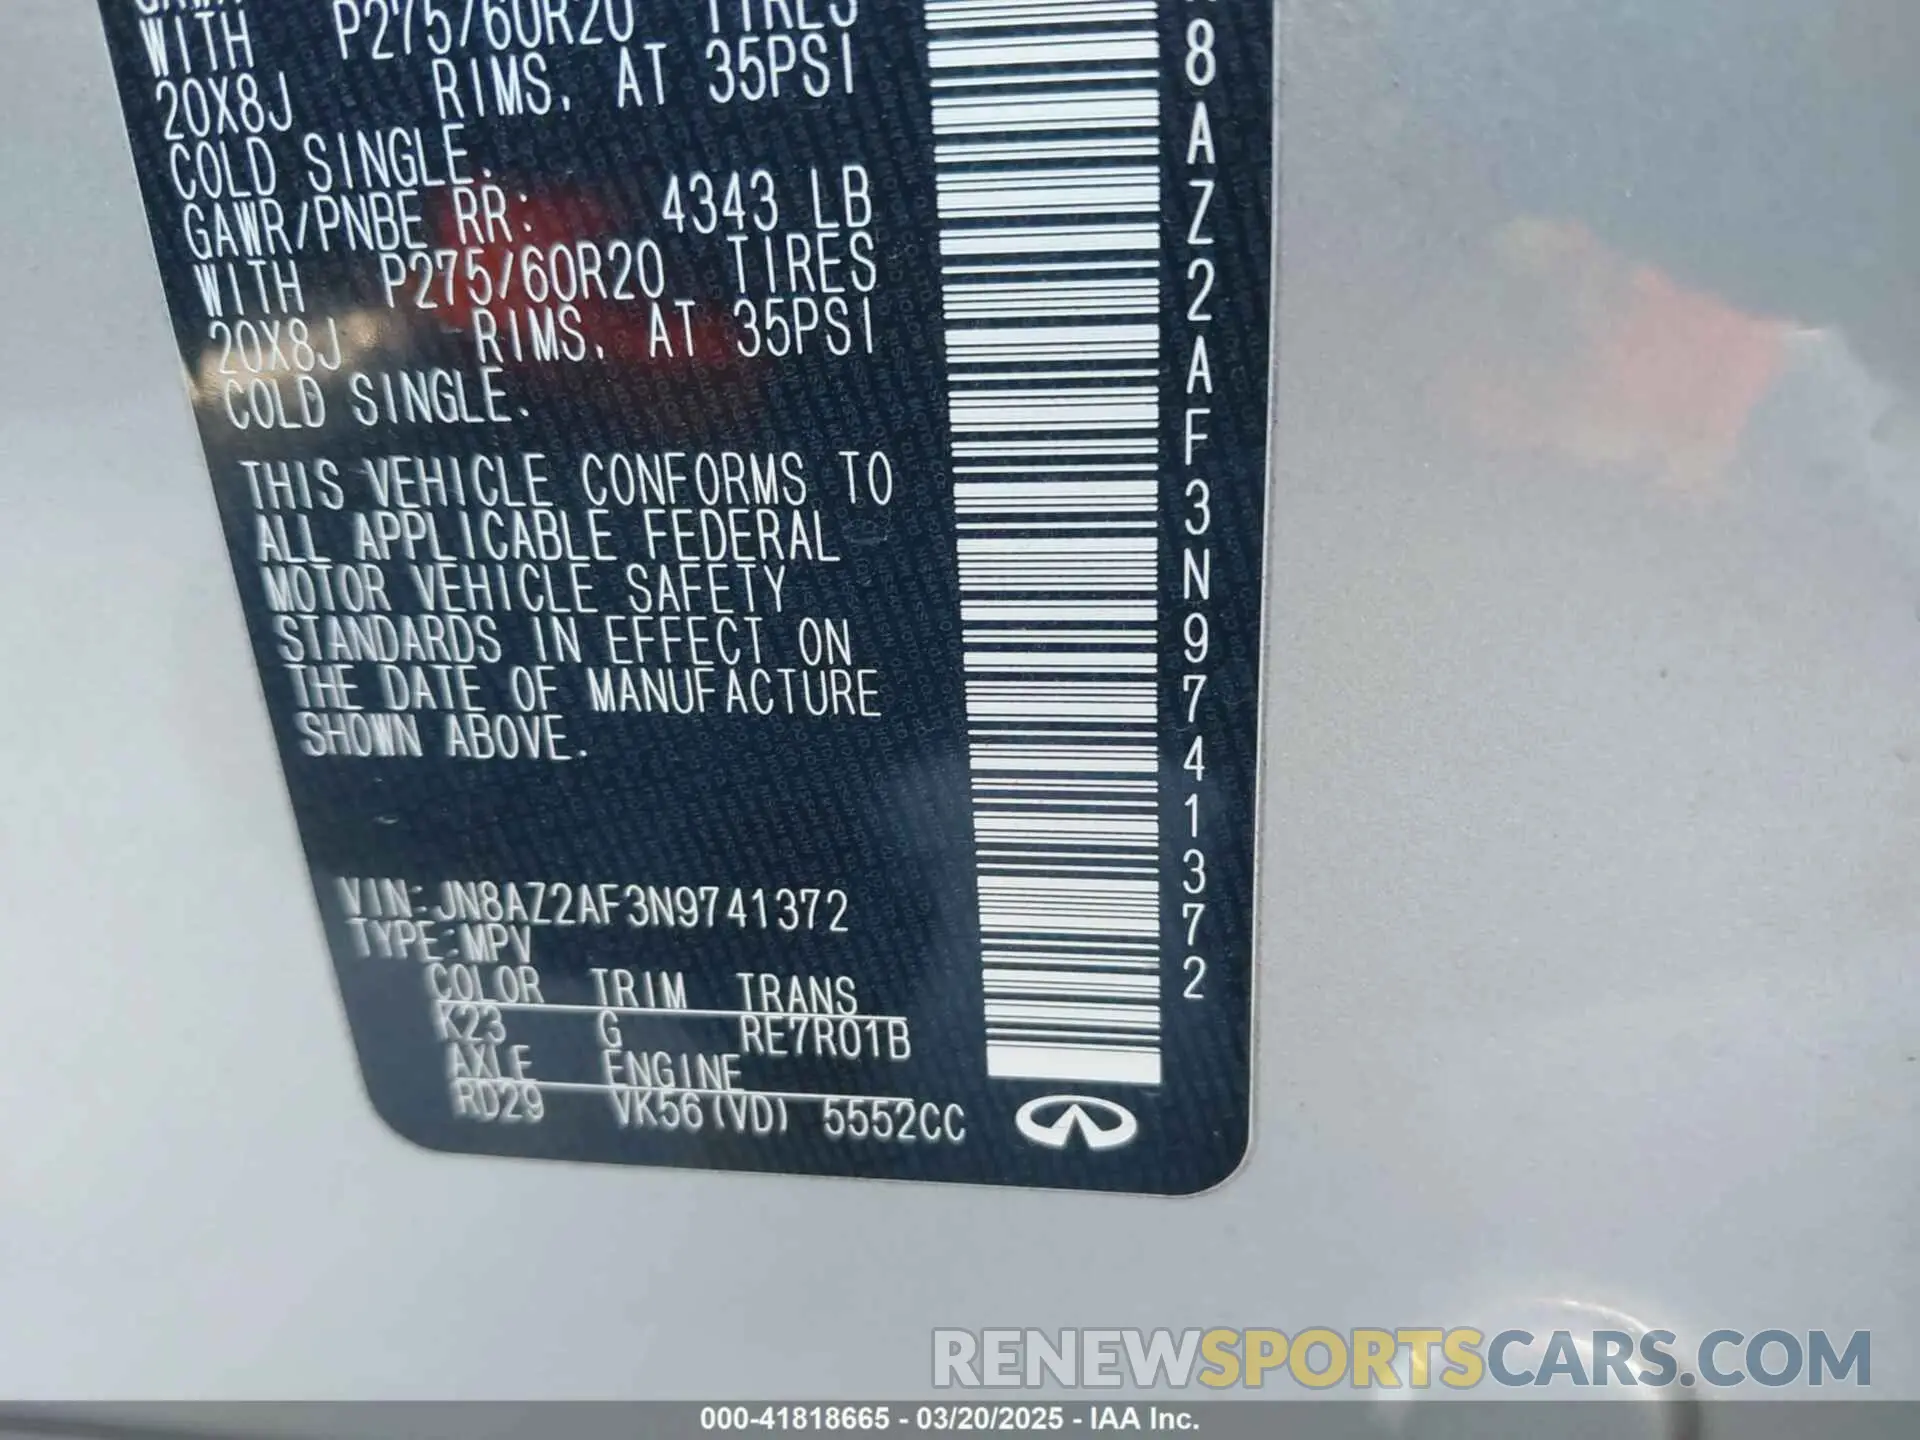 WITH P275/60R20 TIRES
20X8J RIMS, AT 35PSI
COLD SINGLE.
GAWR/PNBE RR: 4343 LB
WITH P275/60R20 TIRES
20X8J RIMS, AT 35PSI
COLD SINGLE.
THIS VEHICLE CONFORMS TO
ALL APPLICABLE FEDERAL
MOTOR VEHICLE SAFETY
STANDARDS IN EFFECT ON
THE DATE OF MANUFACTURE
SHOWN ABOVE.
VIN:JN8AZ2AF3N9741372
TYPE:MPV
COLOR TRIM TRANS
K23 G RE7R01B
AXLE ENGINE
RD29 VK56(VD) 5552CC
8AZ2AF3N9741372
RENEWSPORTSCARS.COM
000-41818665 - 03/20/2025 - IAA Inc.